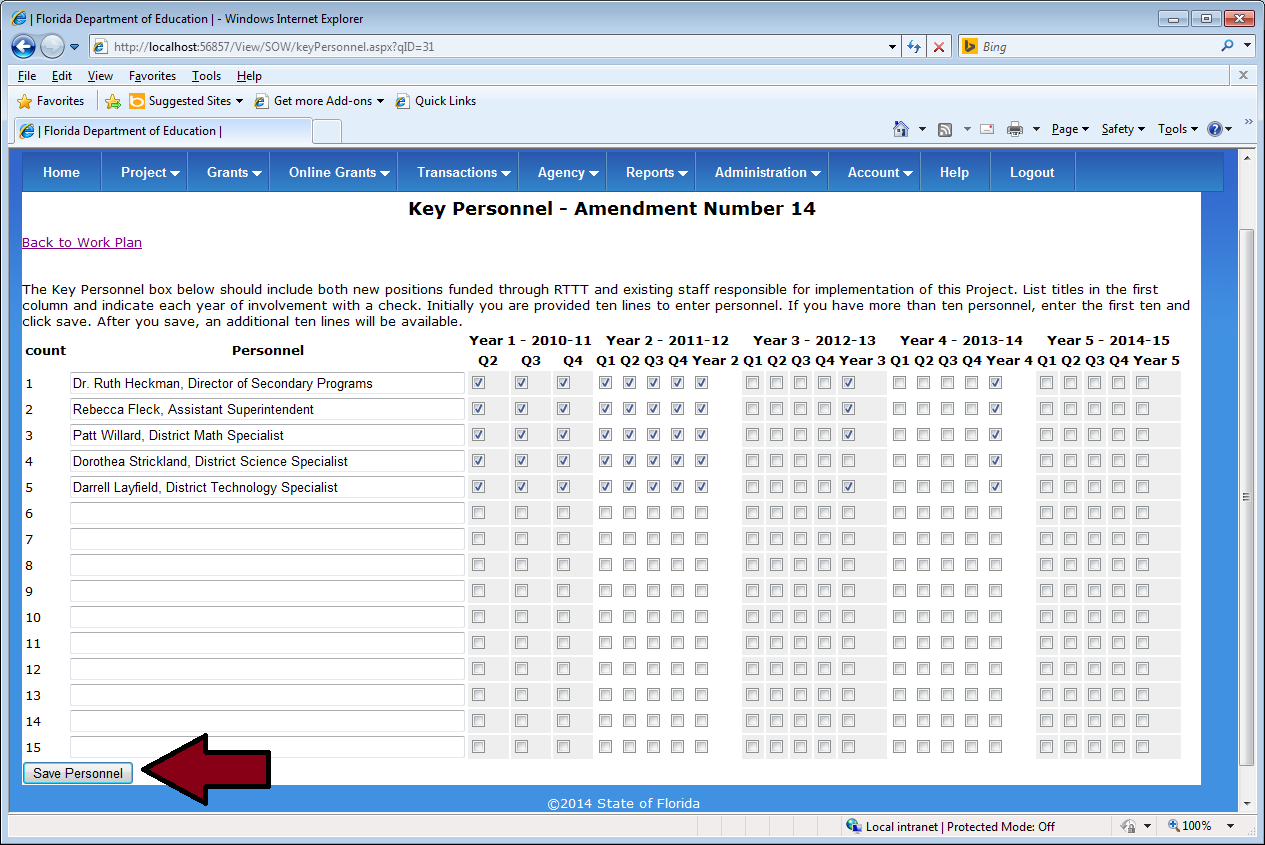 | Florida Department of Education | - Windows Internet Explorer
http://localhost:56857/View/SOW/keyPersonnel.aspx?qID=31
Bing
File Edit View Favorites Tools Help
Favorites Suggested Sites Get more Add-ons Quick Links
| Florida Department of Education |
Page Safety Tools
Home Project Grants Online Grants Transactions Agency Reports Administration Account Help Logout
Key Personnel - Amendment Number 14
Back to Work Plan
The Key Personnel box below should include both new positions funded through RTTT and existing staff responsible for implementation of this Project. List titles in the first
column and indicate each year of involvement with a check. Initially you are provided ten lines to enter personnel. If you have more than ten personnel, enter the first ten and
click save. After you save, an additional ten lines will be available.
Year 1 - 2010-11 Year 2 - 2011-12 Year 3 - 2012-13 Year 4 - 2013-14 Year 5 - 2014-15
count Personnel Q2 Q3 Q4 Q1 Q2 Q3 Q4 Year 2 Q1 Q2 Q3 Q4 Year 3 Q1 Q2 Q3 Q4 Year 4 Q1 Q2 Q3 Q4 Year 5
1 Dr. Ruth Heckman, Director of Secondary Programs
2 Rebecca Fleck, Assistant Superintendent
3 Patt Willard, District Math Specialist
4 Dorothea Strickland, District Science Specialist
5 Darrell Layfield, District Technology Specialist
6
7
8
9
10
11
12
13
14
15
Save Personnel
©2014 State of Florida
Local intranet | Protected Mode: Off 100%